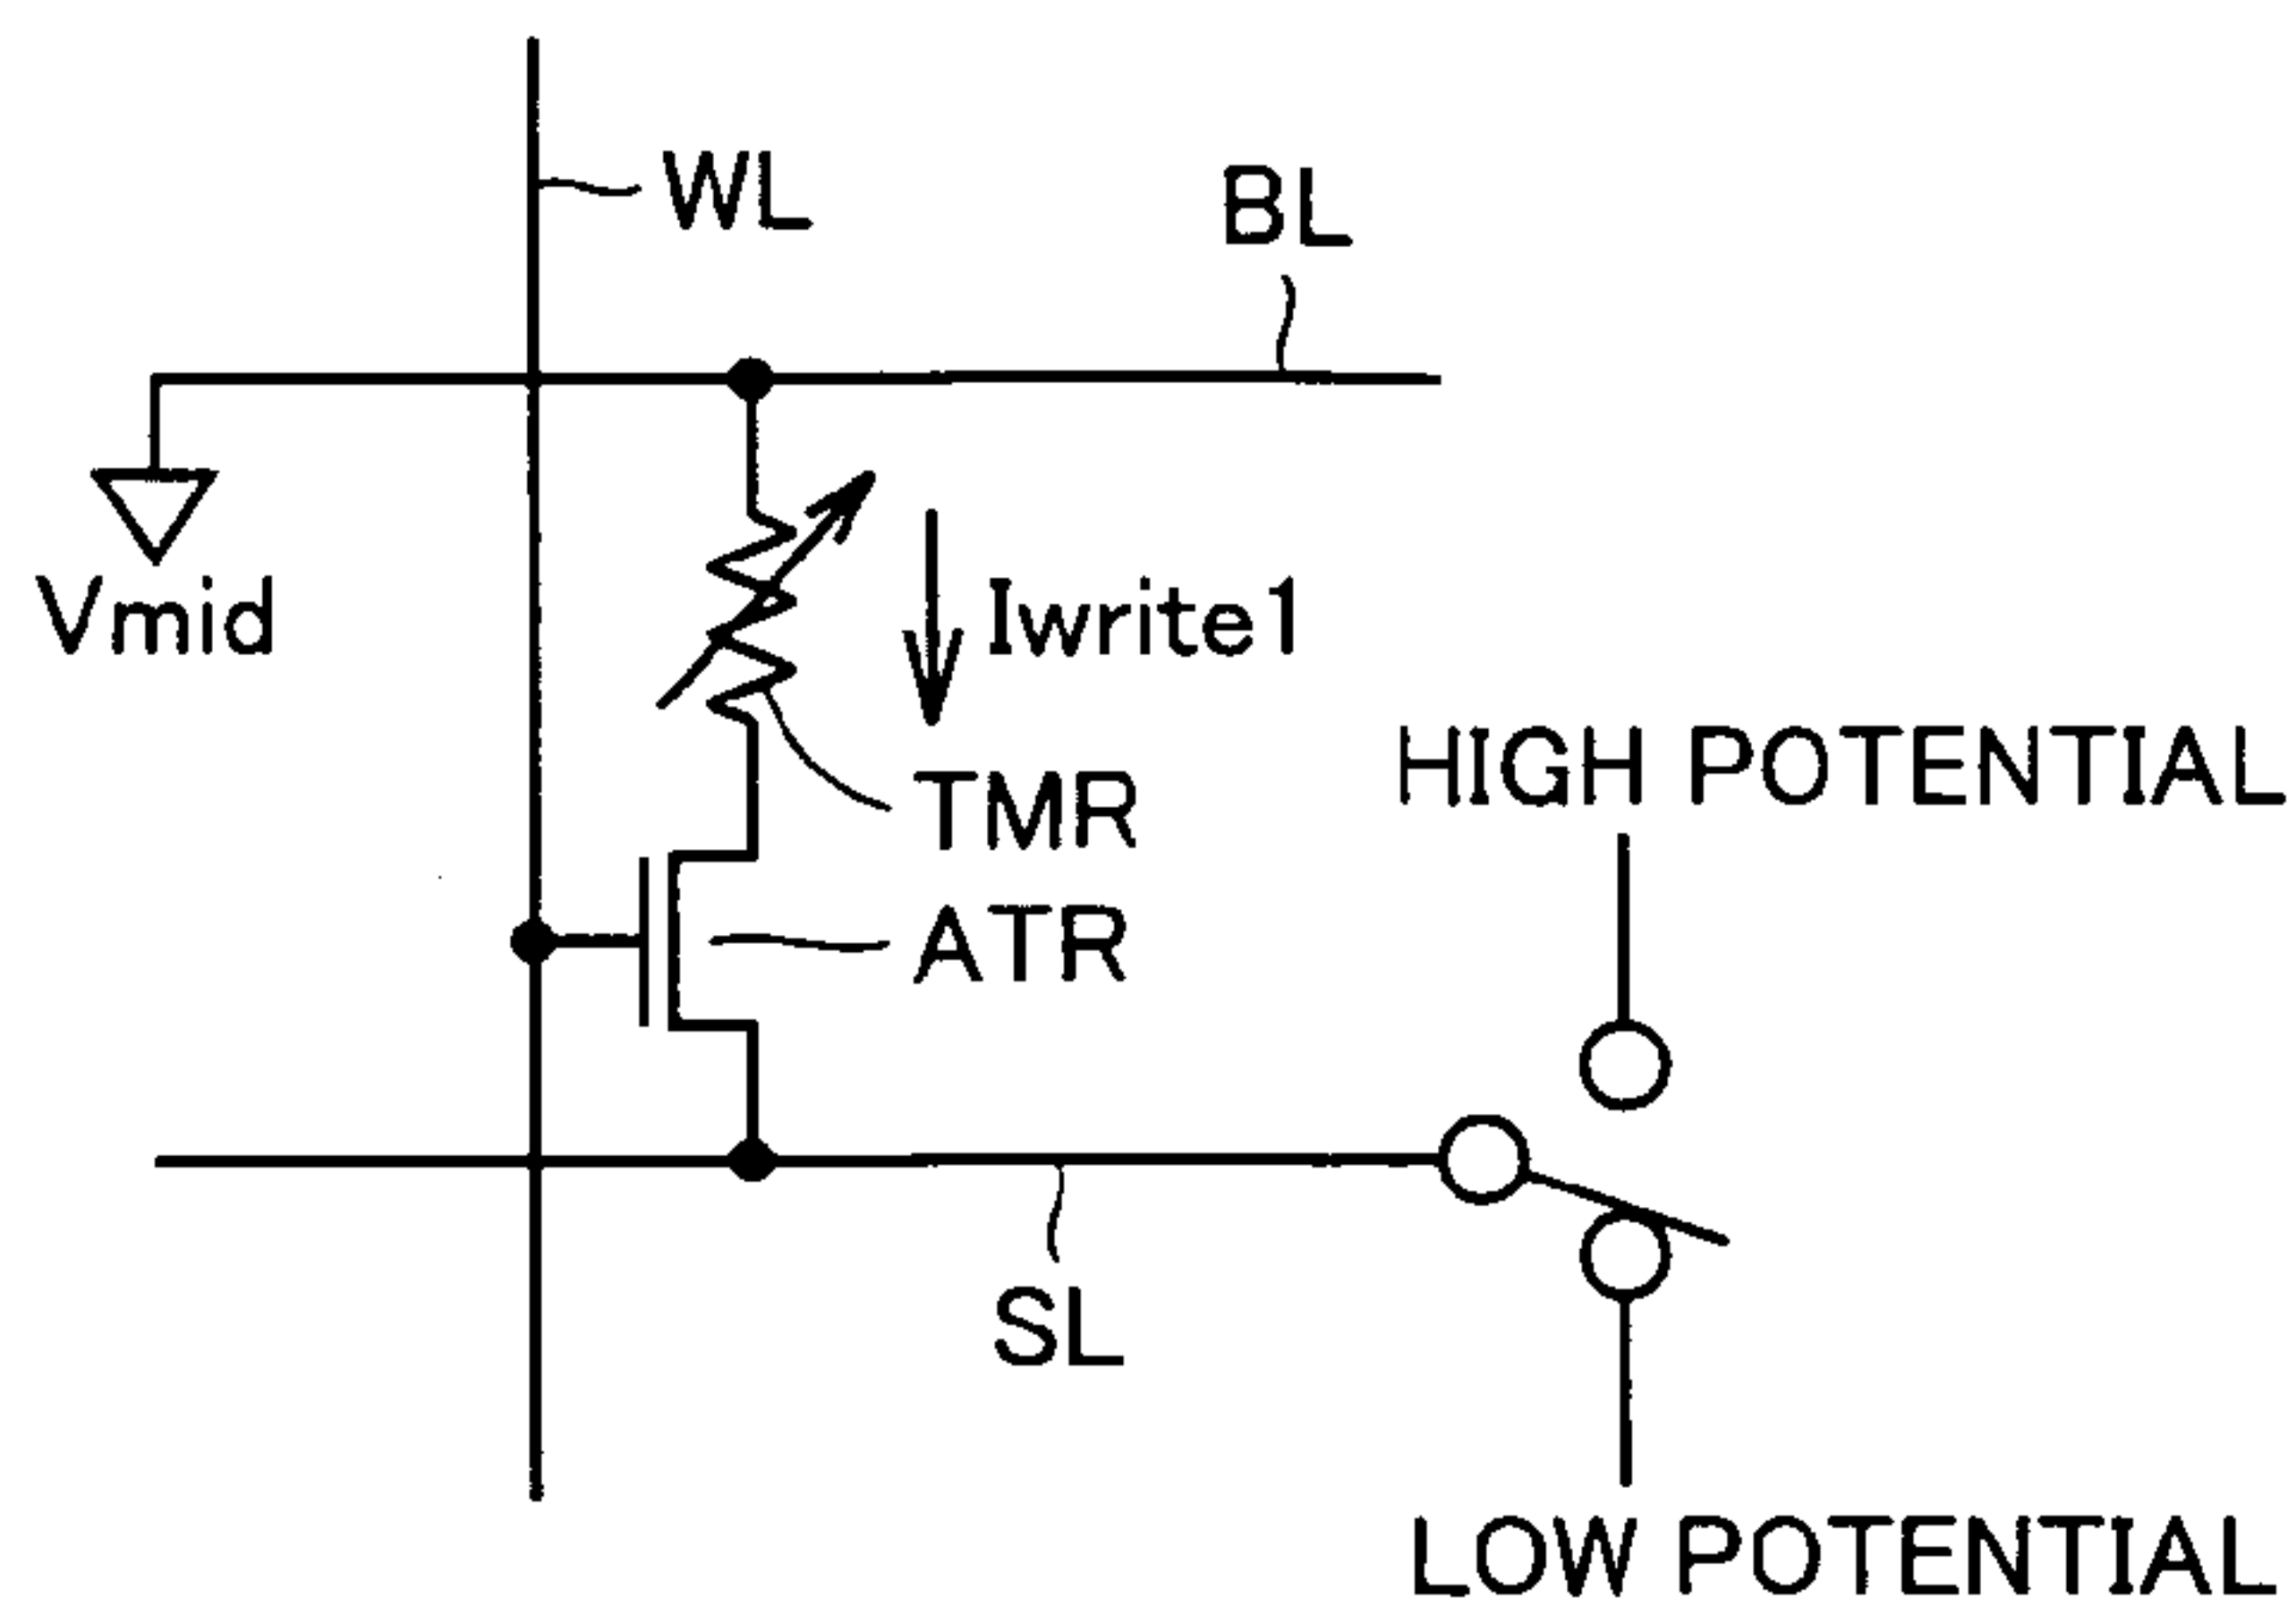 WL
BL
Vmid
Iwrite1
TMR
HIGH POTENTIAL
ATR
SL
LOW POTENTIAL